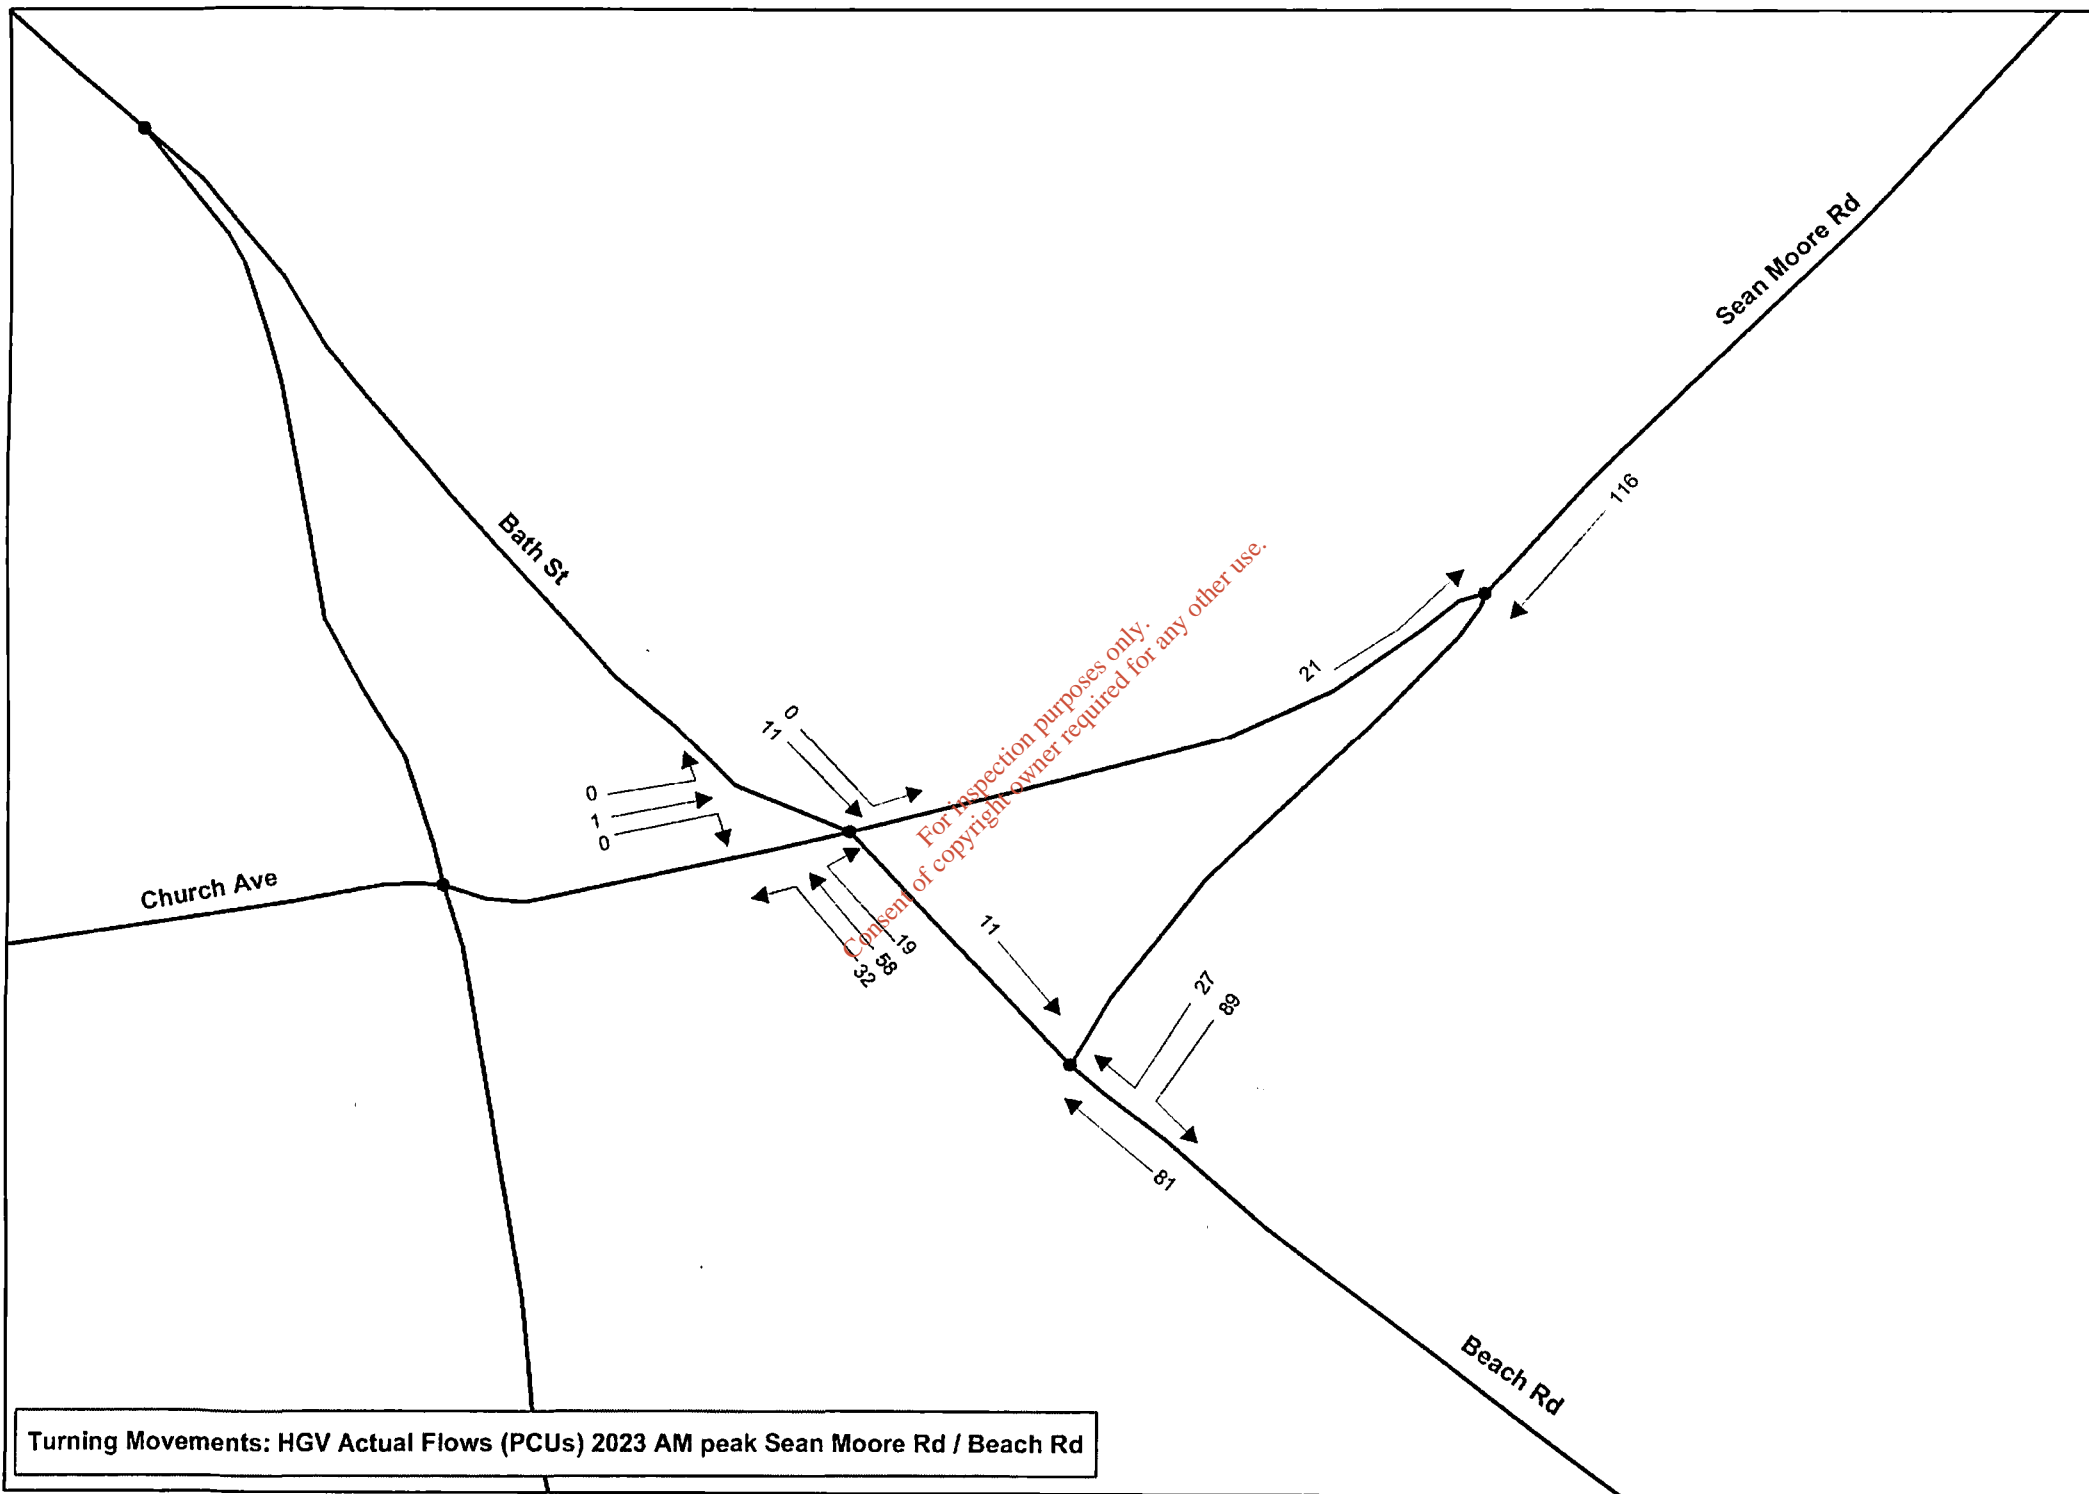 Sean Moore Rd
116
Bath St
For inspection purposes only.
Consent of copyright owner required for any other use.
21
0
11
0
1
0
Church Ave
19
58
32
11
27
89
81
Beach Rd
Turning Movements: HGV Actual Flows (PCUs) 2023 AM peak Sean Moore Rd / Beach Rd